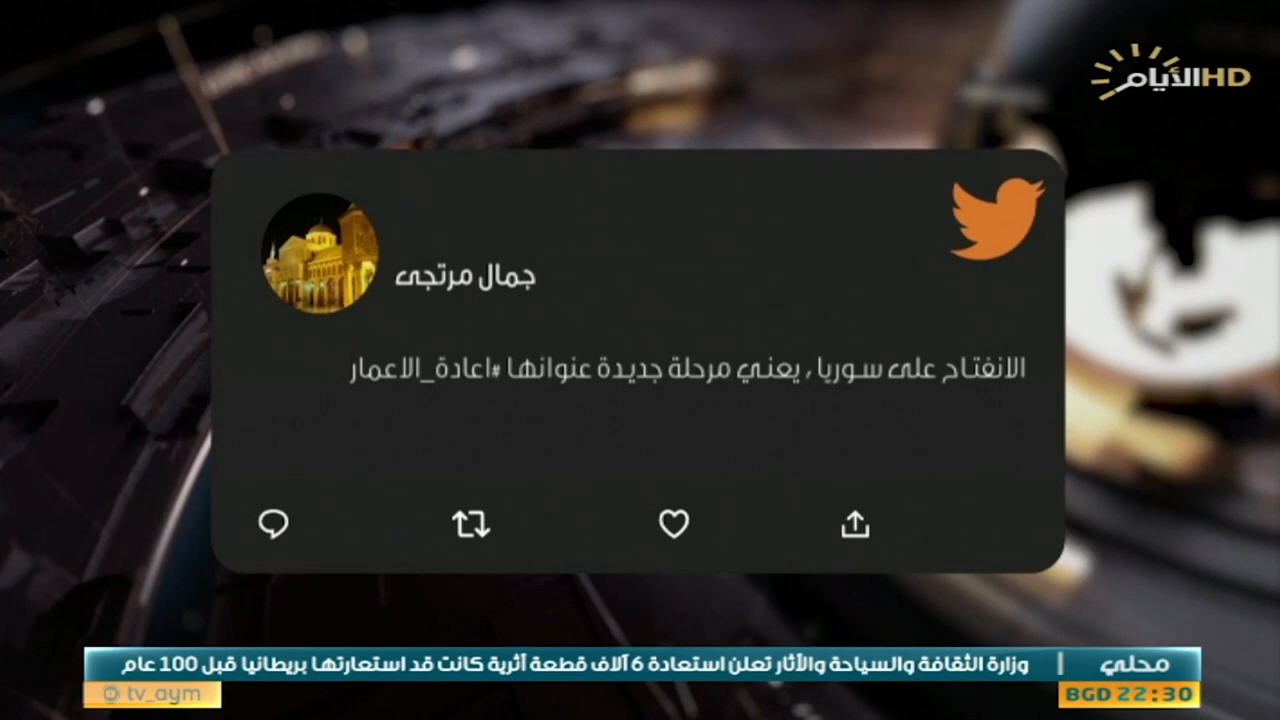 الأيام HD
جمال مرتجى
الانفتاح على سوريا ، يعني مرحلة جديدة عنوانها #اعادة_الاعمار
محلي | وزارة الثقافة والسياحة والأثار تعلن استعادة 6 آلاف قطعة أثرية كانت قد استعارتها بريطانيا قبل 100 عام
tv_aym
BGD 22:30